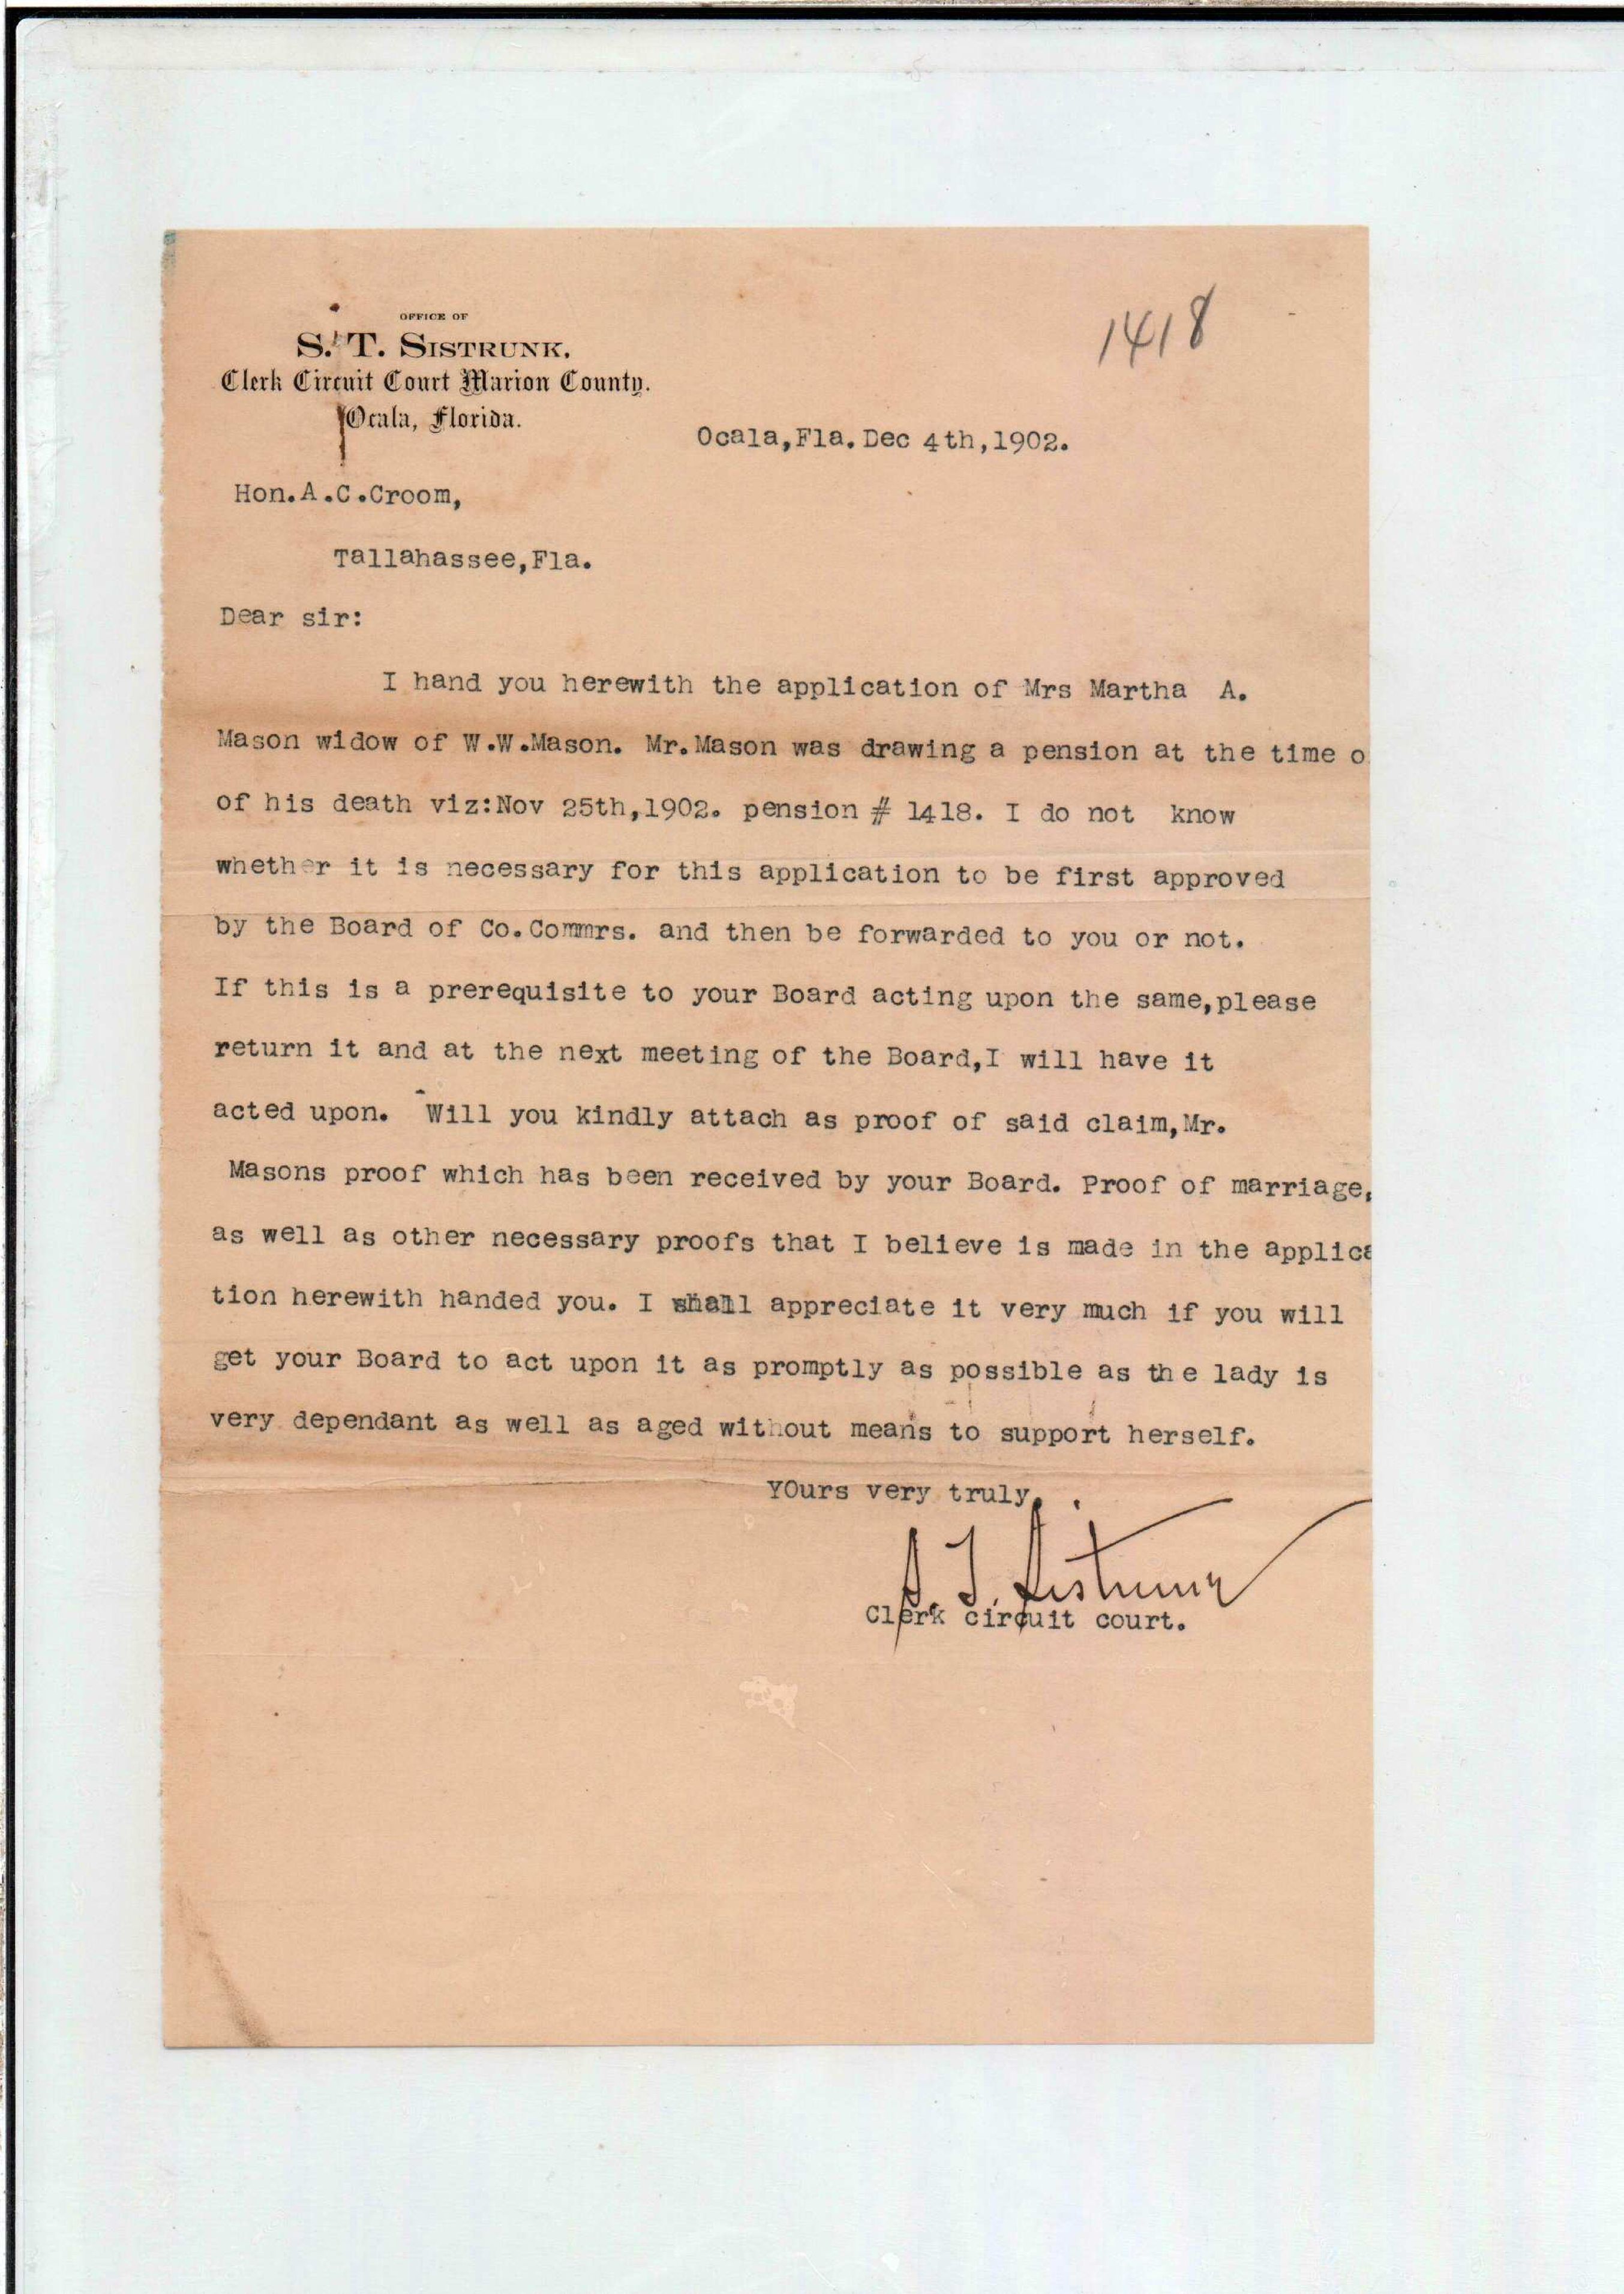 1418
OFFICE OF
S. T. SISTRUNK,
Clerk Circuit Court Marion County.
Ocala, Florida.
Ocala,Fla.Dec 4th,1902.
Hon.A.C.Croom,
Tallahassee,Fla.
Dear sir:
I hand you herewith the application of Mrs Martha A.
Mason widow of W.W.Mason. Mr.Mason was drawing a pension at the time o
of his death viz:Nov 25th,1902. pension # 1418. I do not know
whether it is necessary for this application to be first approved
by the Board of Co.Commrs. and then be forwarded to you or not.
If this is a prerequisite to your Board acting upon the same,please
return it and at the next meeting of the Board,I will have it
acted upon. Will you kindly attach as proof of said claim,Mr.
Masons proof which has been received by your Board. Proof of marriage,
as well as other necessary proofs that I believe is made in the applica
tion herewith handed you. I shall appreciate it very much if you will
get your Board to act upon it as promptly as possible as the lady is
very dependant as well as aged without means to support herself.
YOurs very truly,
S. T. Sistrunk
Clerk circuit court.